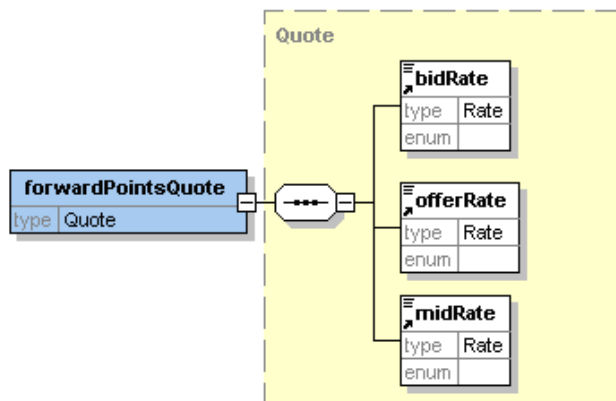 Quote
bidRate
type Rate
enum
forwardPointsQuote
type Quote
offerRate
type Rate
enum
midRate
type Rate
enum